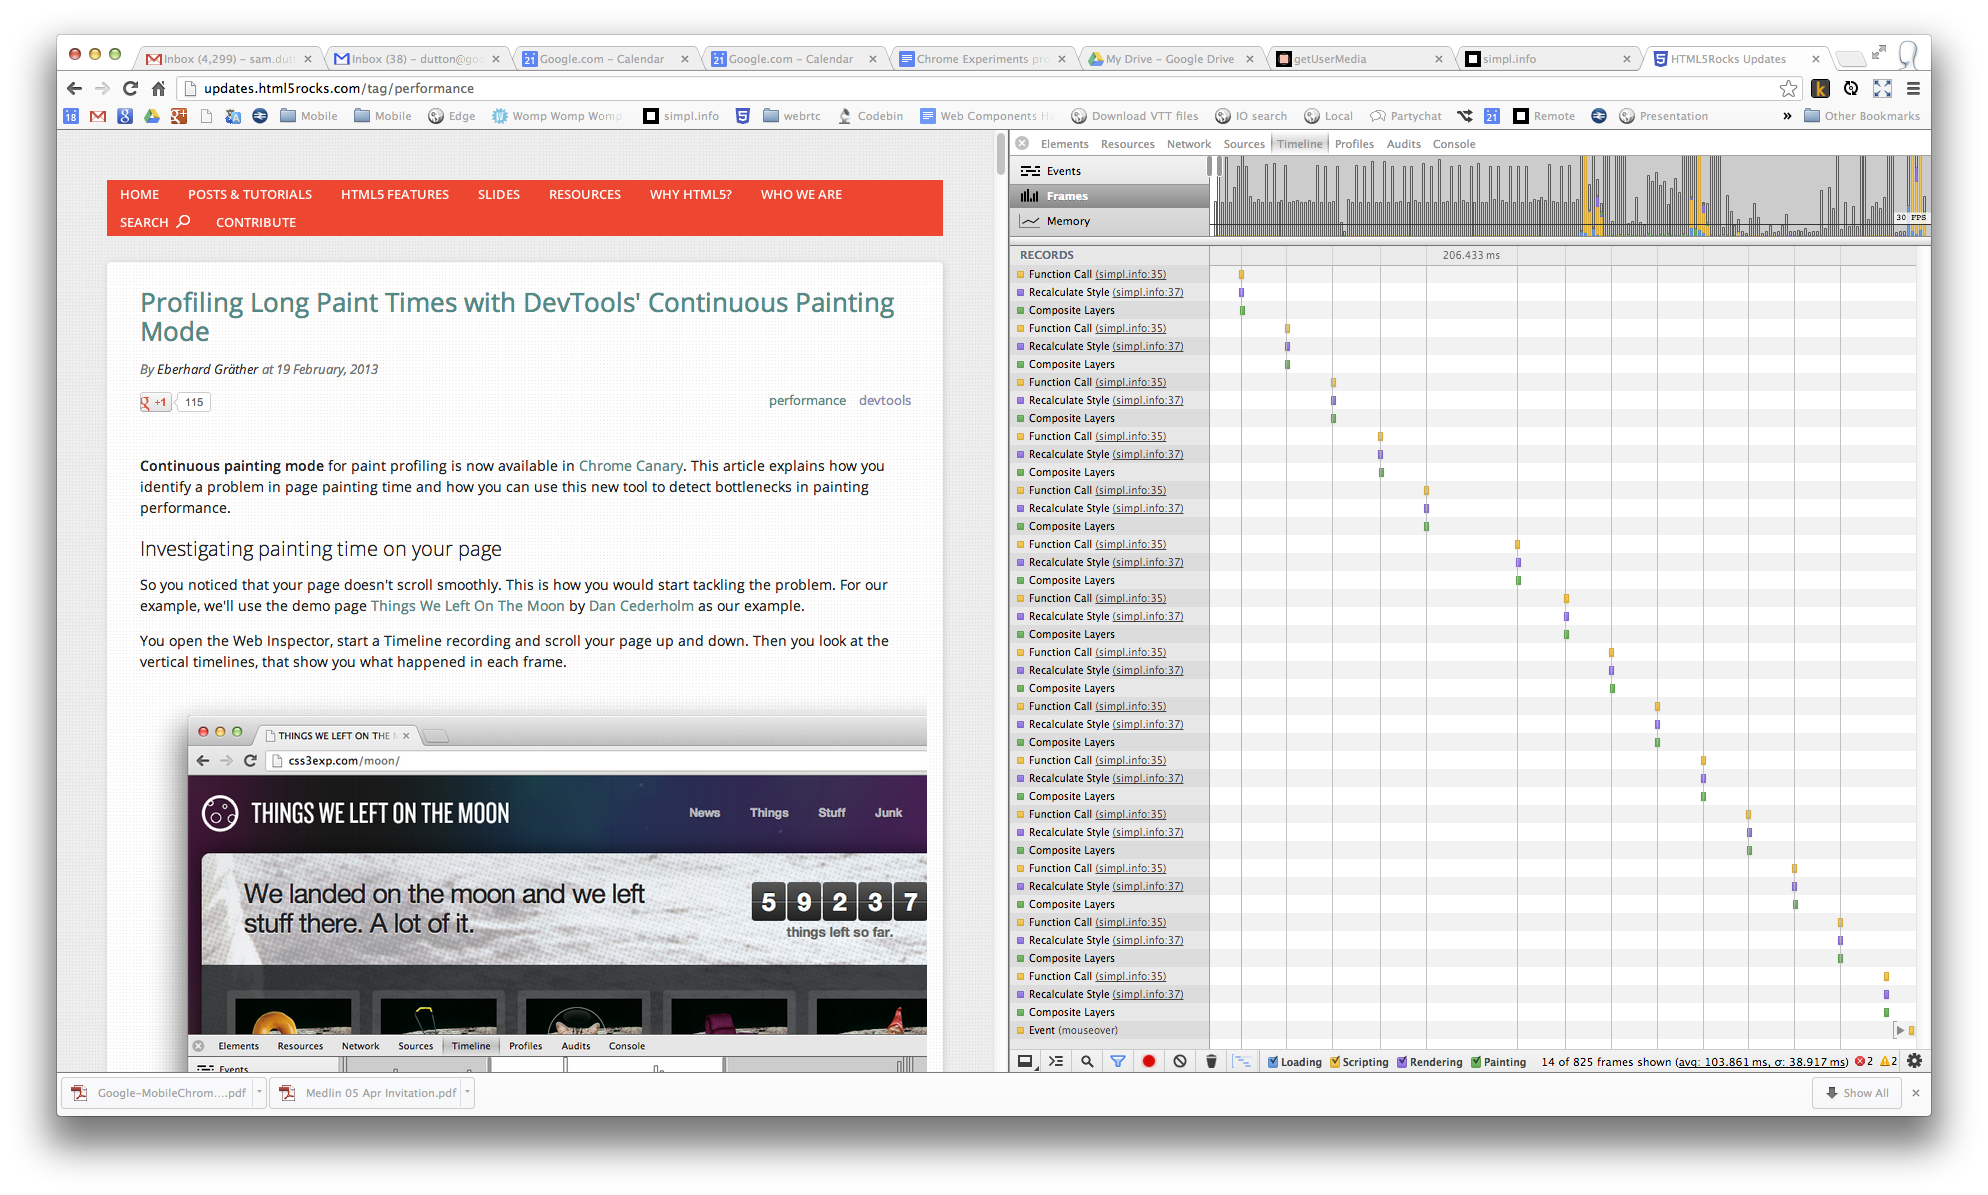 Inbox (4,299) – sam.dut
Inbox (38) – dutton@goo
Google.com – Calendar
Google.com – Calendar
Chrome Experiments pro
My Drive – Google Drive
getUserMedia
simpl.info
HTML5Rocks Updates
updates.html5rocks.com/tag/performance
18
Mobile
Mobile
Edge
Womp Womp Womp
simpl.info
webrtc
Codebin
Web Components Ha
Download VTT files
IO search
Local
Partychat
21
Remote
Presentation
»
Other Bookmarks
HOME POSTS & TUTORIALS HTML5 FEATURES SLIDES RESOURCES WHY HTML5? WHO WE ARE
SEARCH CONTRIBUTE
Profiling Long Paint Times with DevTools' Continuous Painting
Mode
By Eberhard Gräther at 19 February, 2013
+1 115
performance devtools
Continuous painting mode for paint profiling is now available in Chrome Canary. This article explains how you
identify a problem in page painting time and how you can use this new tool to detect bottlenecks in painting
performance.
Investigating painting time on your page
So you noticed that your page doesn't scroll smoothly. This is how you would start tackling the problem. For our
example, we'll use the demo page Things We Left On The Moon by Dan Cederholm as our example.
You open the Web Inspector, start a Timeline recording and scroll your page up and down. Then you look at the
vertical timelines, that show you what happened in each frame.
THINGS WE LEFT ON THE M
css3exp.com/moon/
THINGS WE LEFT ON THE MOON
News Things Stuff Junk
We landed on the moon and we left
stuff there. A lot of it.
5 9 2 3 7
things left so far.
Elements Resources Network Sources Timeline Profiles Audits Console
Events
Elements Resources Network Sources Timeline Profiles Audits Console
Events
Frames
Memory
30 FPS
RECORDS
206.433 ms
Function Call (simpl.info:35)
Recalculate Style (simpl.info:37)
Composite Layers
Function Call (simpl.info:35)
Recalculate Style (simpl.info:37)
Composite Layers
Function Call (simpl.info:35)
Recalculate Style (simpl.info:37)
Composite Layers
Function Call (simpl.info:35)
Recalculate Style (simpl.info:37)
Composite Layers
Function Call (simpl.info:35)
Recalculate Style (simpl.info:37)
Composite Layers
Function Call (simpl.info:35)
Recalculate Style (simpl.info:37)
Composite Layers
Function Call (simpl.info:35)
Recalculate Style (simpl.info:37)
Composite Layers
Function Call (simpl.info:35)
Recalculate Style (simpl.info:37)
Composite Layers
Function Call (simpl.info:35)
Recalculate Style (simpl.info:37)
Composite Layers
Function Call (simpl.info:35)
Recalculate Style (simpl.info:37)
Composite Layers
Function Call (simpl.info:35)
Recalculate Style (simpl.info:37)
Composite Layers
Function Call (simpl.info:35)
Recalculate Style (simpl.info:37)
Composite Layers
Function Call (simpl.info:35)
Recalculate Style (simpl.info:37)
Composite Layers
Function Call (simpl.info:35)
Recalculate Style (simpl.info:37)
Composite Layers
Event (mouseover)
Loading Scripting Rendering Painting 14 of 825 frames shown (avg: 103.861 ms, σ: 38.917 ms) 2 2
Google-MobileChrom....pdf
Medlin 05 Apr Invitation.pdf
Show All